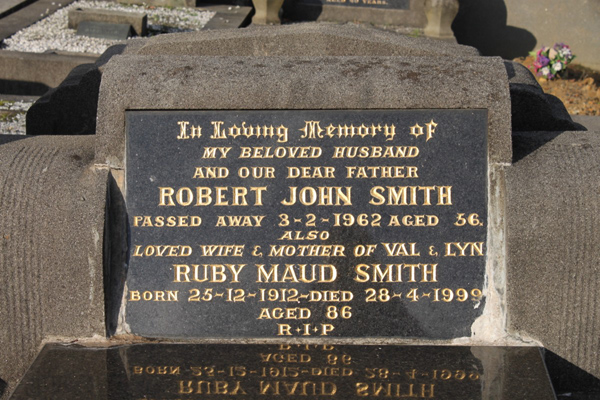 In Loving Memory of
MY BELOVED HUSBAND
AND OUR DEAR FATHER
ROBERT JOHN SMITH
PASSED AWAY 3-2-1962 AGED 56.
ALSO
LOVED WIFE & MOTHER OF VAL & LYN
RUBY MAUD SMITH
BORN 25-12-1912-DIED 28-4-1999
AGED 86
R+I+P